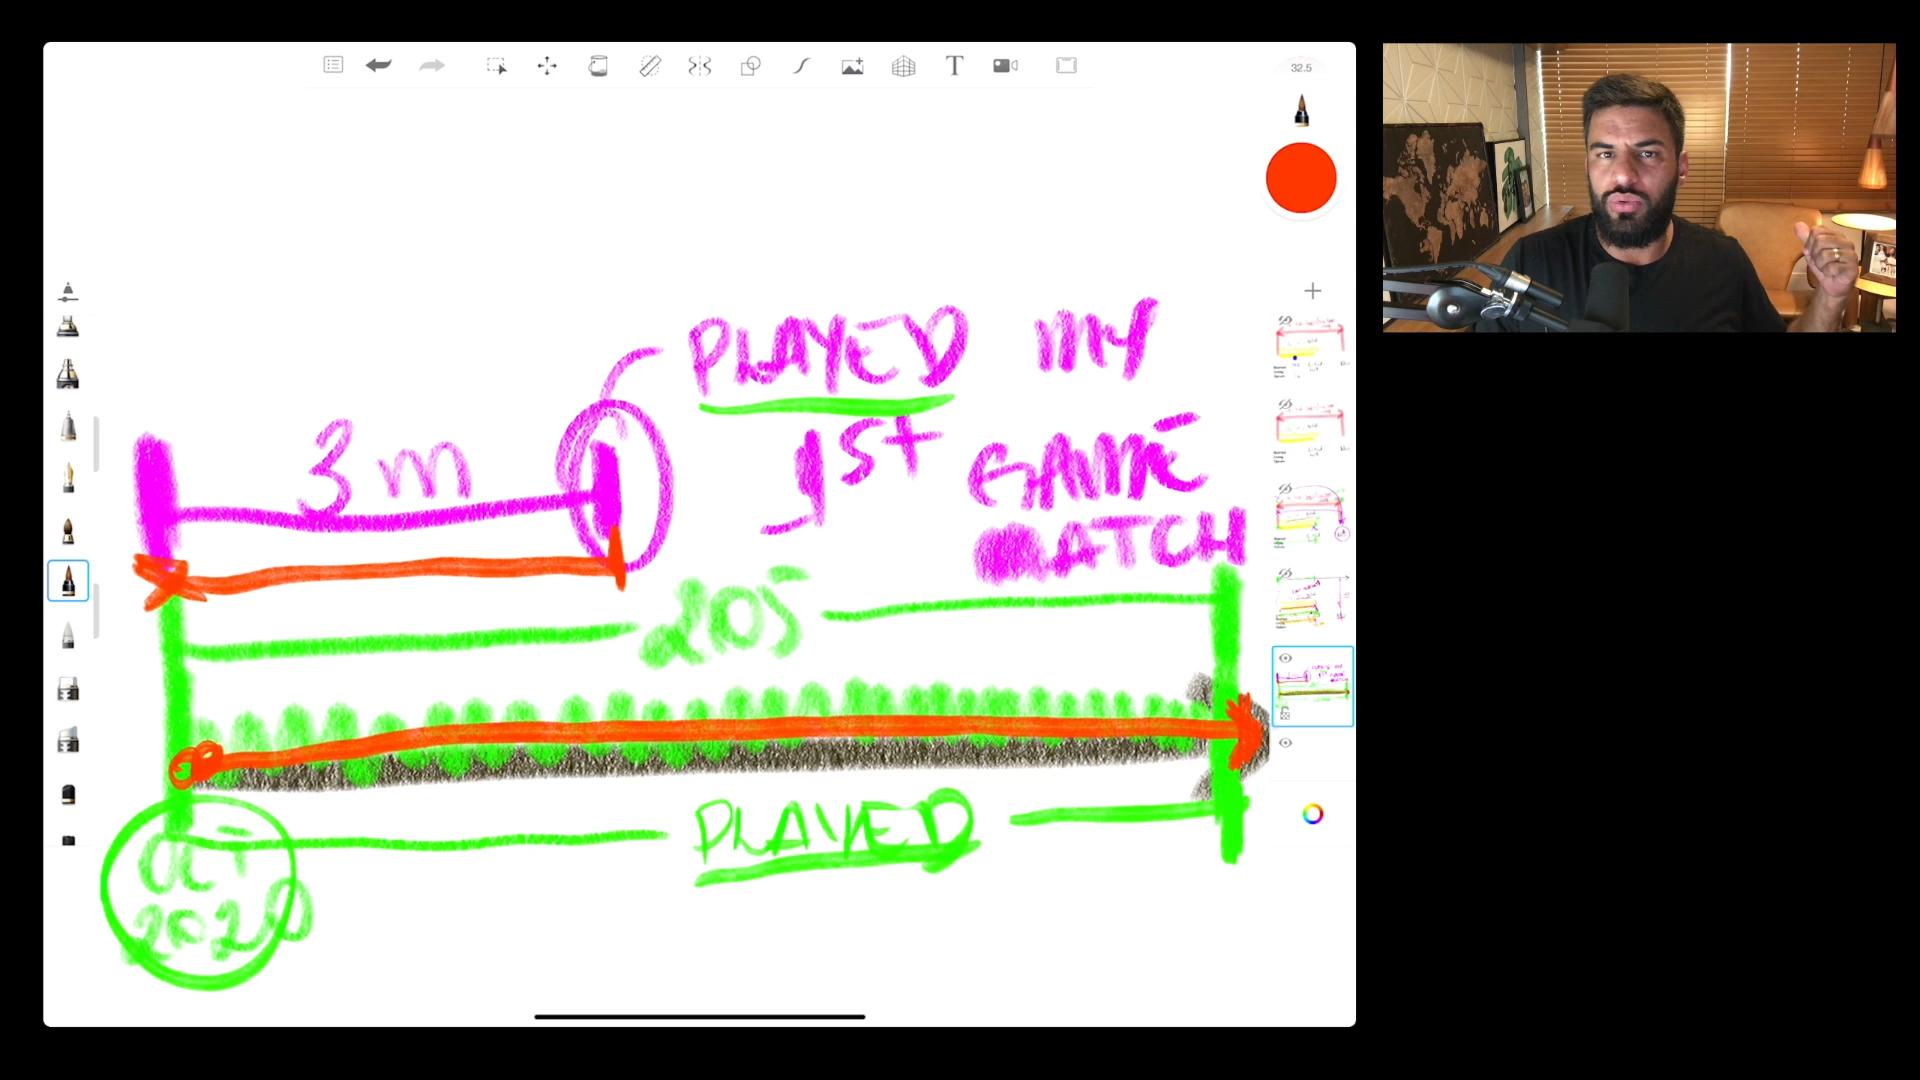 32.5
PLAYED MY
1ST GAME
MATCH
3m
205
PLAYED
OCT
2020